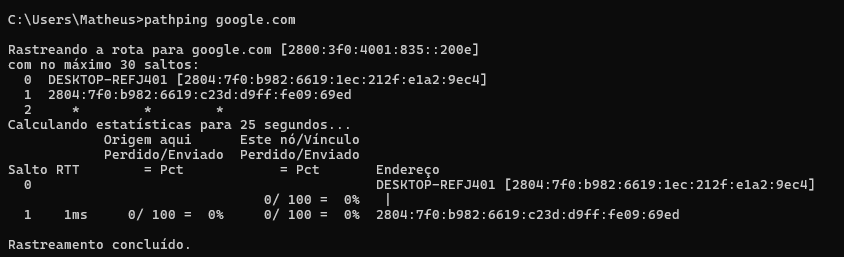 C:\Users\Matheus>pathping google.com
Rastreando a rota para google.com [2800:3f0:4001:835::200e]
com no máximo 30 saltos:
0 DESKTOP-REFJ401 [2804:7f0:b982:6619:1ec:212f:e1a2:9ec4]
1 2804:7f0:b982:6619:c23d:d9ff:fe09:69ed
2 * * *
Calculando estatísticas para 25 segundos...
Origem aqui Este nó/Vínculo
Perdido/Enviado Perdido/Enviado
Salto RTT = Pct = Pct Endereço
0 DESKTOP-REFJ401 [2804:7f0:b982:6619:1ec:212f:e1a2:9ec4]
0/ 100 = 0% |
1 1ms 0/ 100 = 0% 0/ 100 = 0% 2804:7f0:b982:6619:c23d:d9ff:fe09:69ed
Rastreamento concluído.